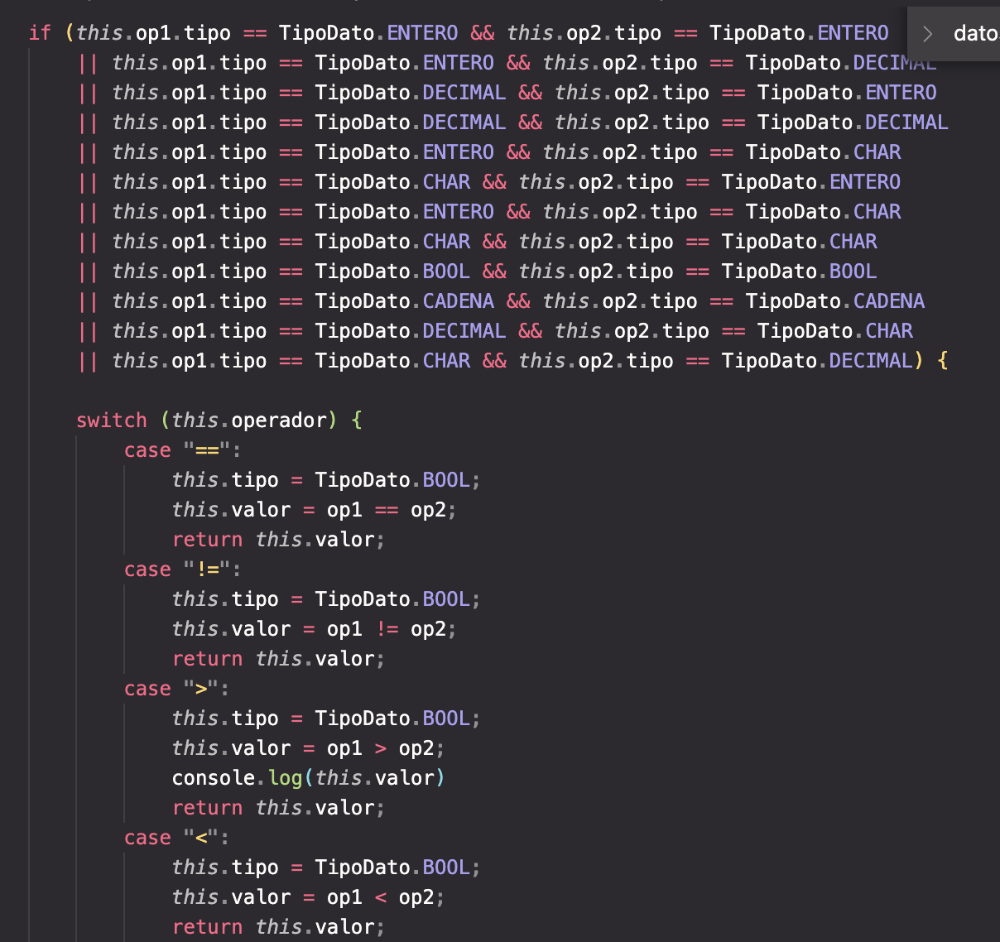 if (this.op1.tipo == TipoDato.ENTERO && this.op2.tipo == TipoDato.ENTERO
> dato
|| this.op1.tipo == TipoDato.ENTERO && this.op2.tipo == TipoDato.DECIMAL
|| this.op1.tipo == TipoDato.DECIMAL && this.op2.tipo == TipoDato.ENTERO
|| this.op1.tipo == TipoDato.DECIMAL && this.op2.tipo == TipoDato.DECIMAL
|| this.op1.tipo == TipoDato.ENTERO && this.op2.tipo == TipoDato.CHAR
|| this.op1.tipo == TipoDato.CHAR && this.op2.tipo == TipoDato.ENTERO
|| this.op1.tipo == TipoDato.ENTERO && this.op2.tipo == TipoDato.CHAR
|| this.op1.tipo == TipoDato.CHAR && this.op2.tipo == TipoDato.CHAR
|| this.op1.tipo == TipoDato.BOOL && this.op2.tipo == TipoDato.BOOL
|| this.op1.tipo == TipoDato.CADENA && this.op2.tipo == TipoDato.CADENA
|| this.op1.tipo == TipoDato.DECIMAL && this.op2.tipo == TipoDato.CHAR
|| this.op1.tipo == TipoDato.CHAR && this.op2.tipo == TipoDato.DECIMAL) {
switch (this.operador) {
case "==":
this.tipo = TipoDato.BOOL;
this.valor = op1 == op2;
return this.valor;
case "!=":
this.tipo = TipoDato.BOOL;
this.valor = op1 != op2;
return this.valor;
case ">":
this.tipo = TipoDato.BOOL;
this.valor = op1 > op2;
console.log(this.valor)
return this.valor;
case "<":
this.tipo = TipoDato.BOOL;
this.valor = op1 < op2;
return this.valor;